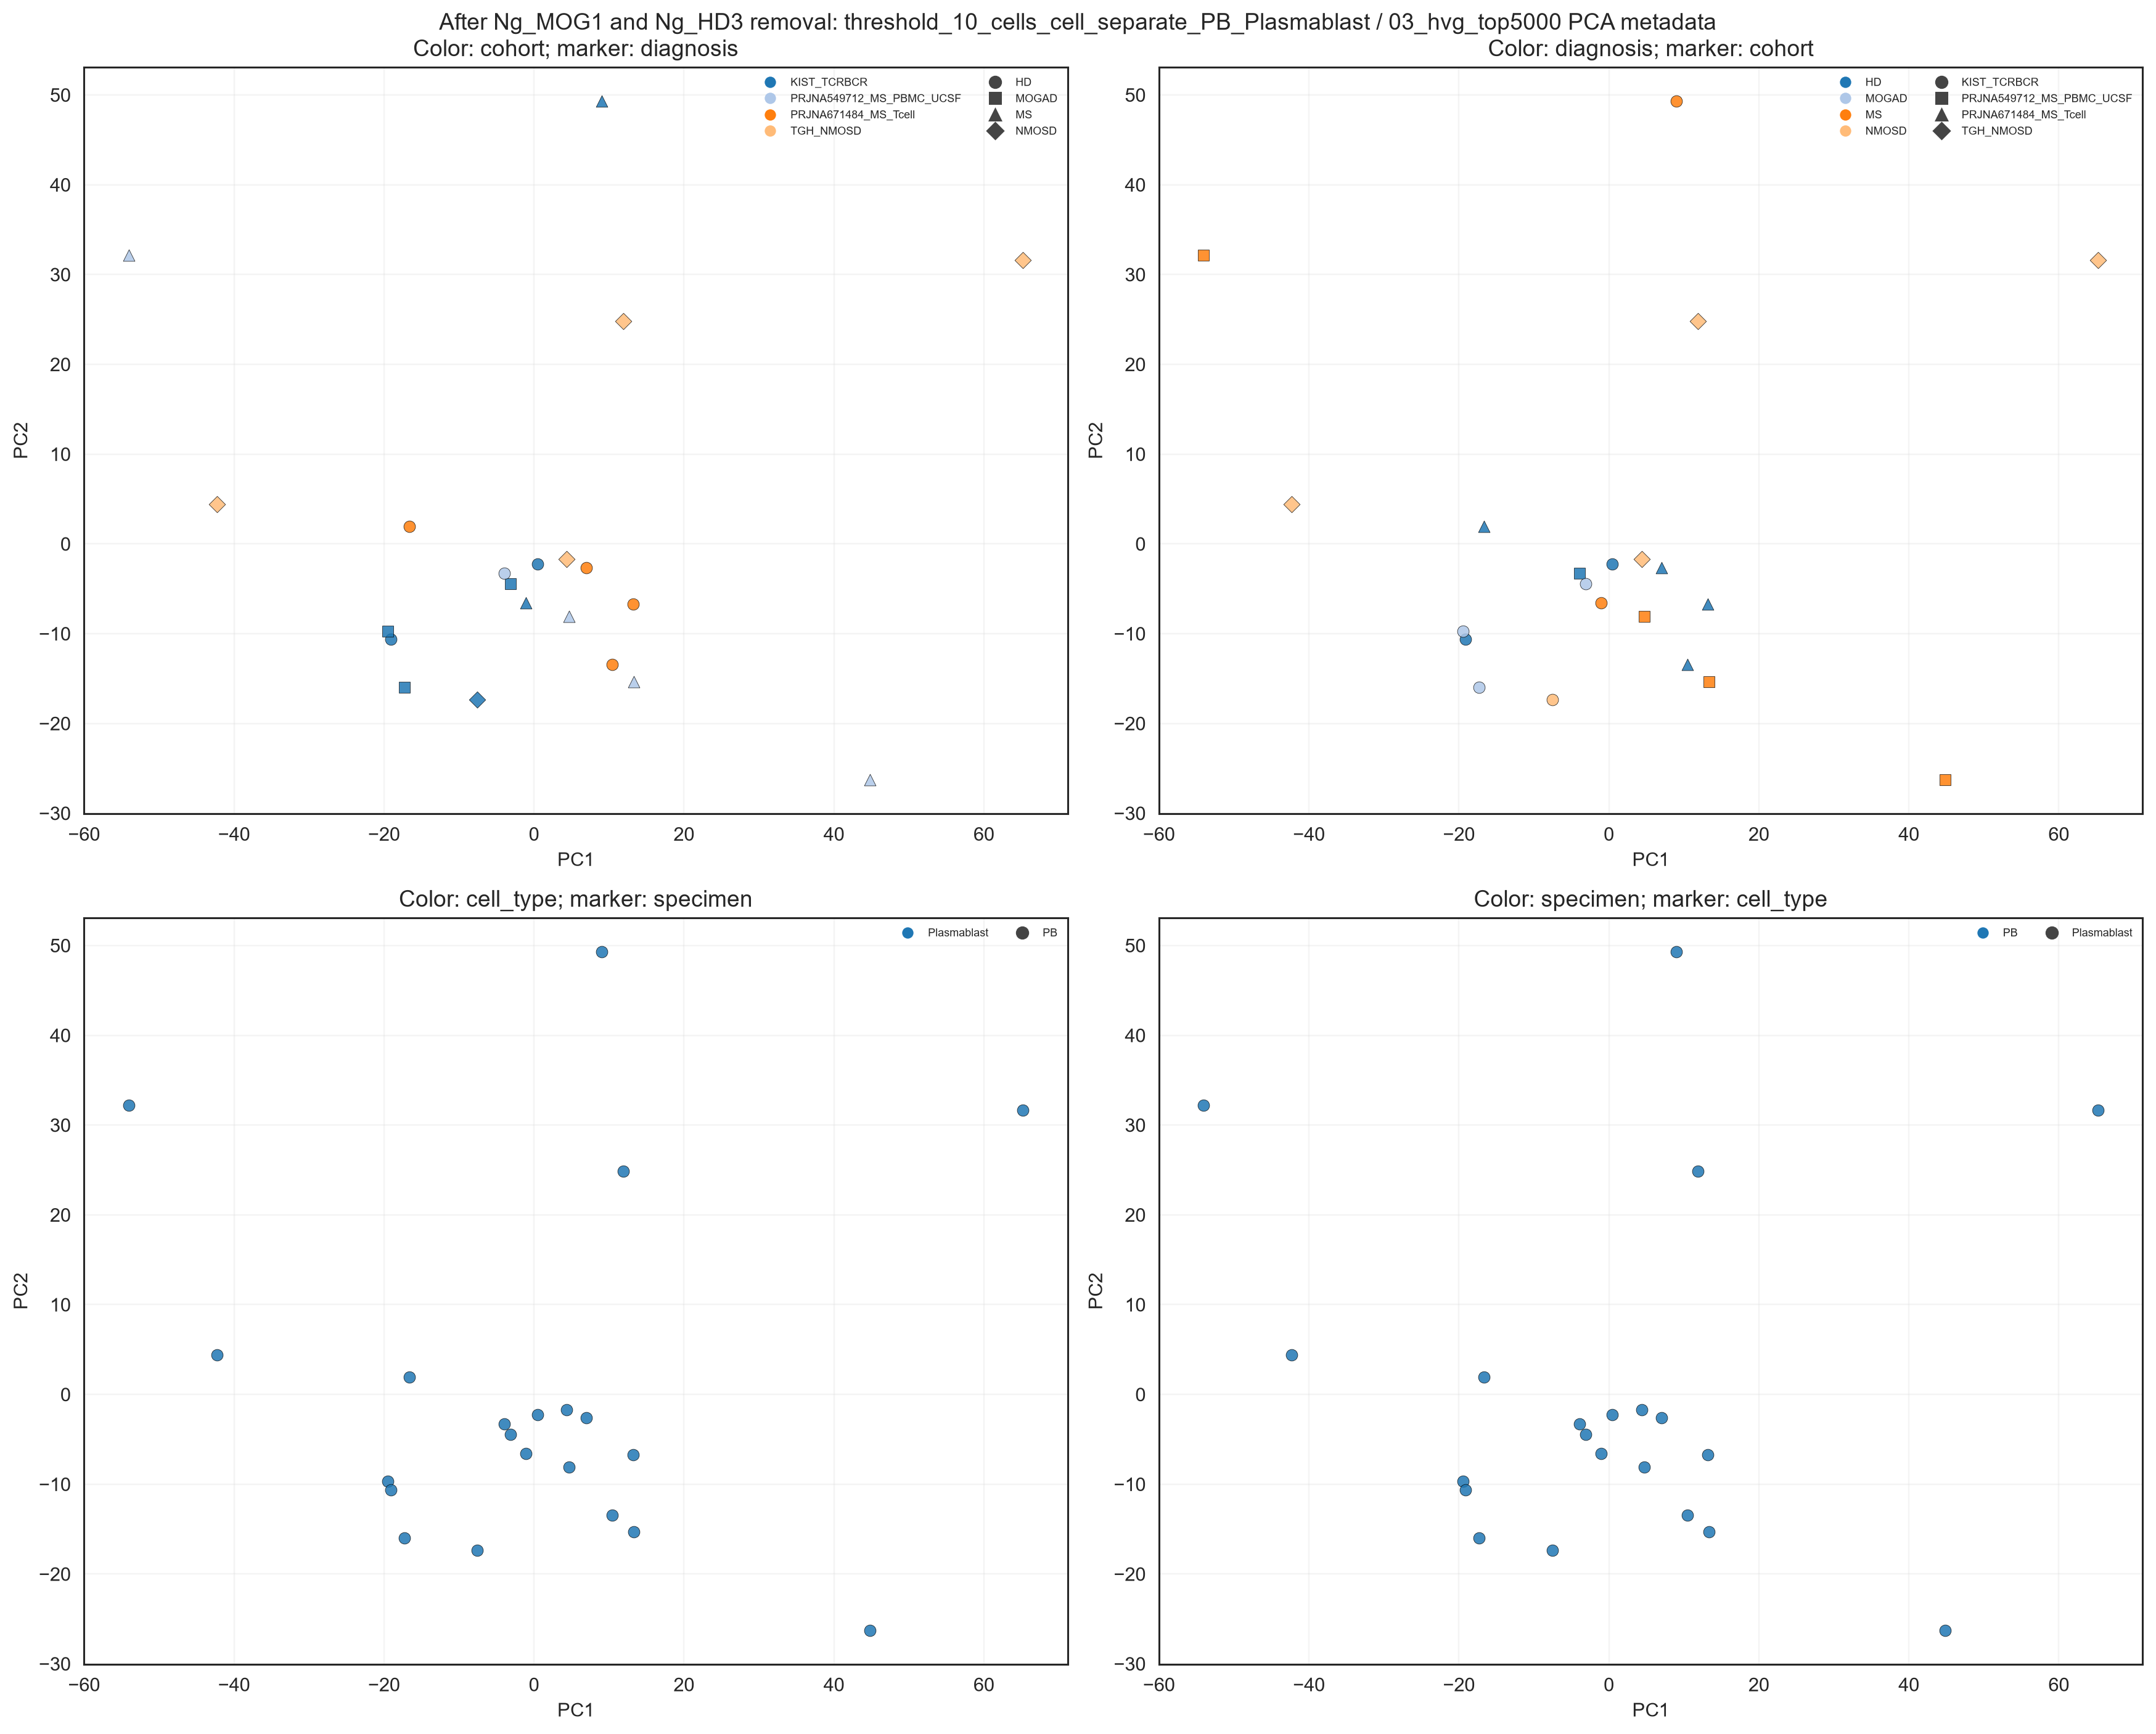 After Ng_MOG1 and Ng_HD3 removal: threshold_10_cells_cell_separate_PB_Plasmablast / 03_hvg_top5000 PCA metadata
Color: cohort; marker: diagnosis
KIST_TCRBCR HD
PRJNA549712_MS_PBMC_UCSF MOGAD
PRJNA671484_MS_Tcell MS
TGH_NMOSD NMOSD
50
40
30
20
10
0
−10
−20
−30
PC2
−60 −40 −20 0 20 40 60
PC1
Color: diagnosis; marker: cohort
HD KIST_TCRBCR
MOGAD PRJNA549712_MS_PBMC_UCSF
MS PRJNA671484_MS_Tcell
NMOSD TGH_NMOSD
50
40
30
20
10
0
−10
−20
−30
PC2
−60 −40 −20 0 20 40 60
PC1
Color: cell_type; marker: specimen
Plasmablast PB
50
40
30
20
10
0
−10
−20
−30
PC2
−60 −40 −20 0 20 40 60
PC1
Color: specimen; marker: cell_type
PB Plasmablast
50
40
30
20
10
0
−10
−20
−30
PC2
−60 −40 −20 0 20 40 60
PC1